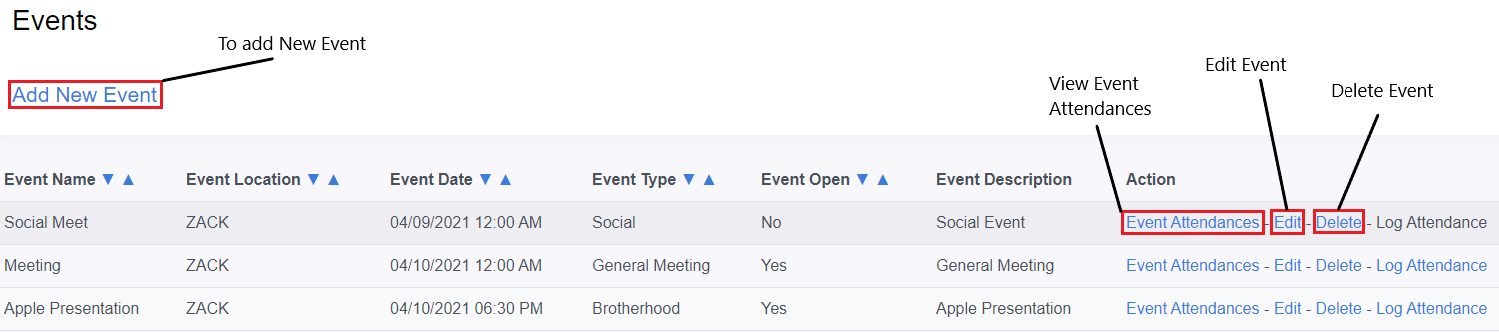 Events
To add New Event
Add New Event
View Event
Attendances
Edit Event
Delete Event
Event Name ▼ ▲ Event Location ▼ ▲ Event Date ▼ ▲ Event Type ▼ ▲ Event Open ▼ ▲ Event Description Action
Social Meet ZACK 04/09/2021 12:00 AM Social No Social Event Event Attendances - Edit - Delete - Log Attendance
Meeting ZACK 04/10/2021 12:00 AM General Meeting Yes General Meeting Event Attendances - Edit - Delete - Log Attendance
Apple Presentation ZACK 04/10/2021 06:30 PM Brotherhood Yes Apple Presentation Event Attendances - Edit - Delete - Log Attendance